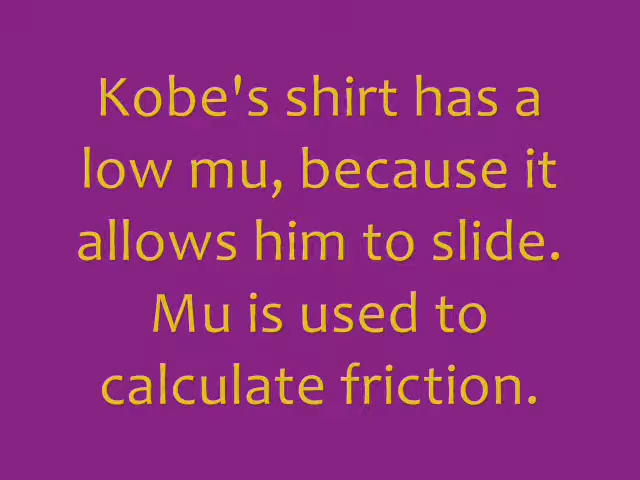 Kobe's shirt has a
low mu, because it
allows him to slide.
Mu is used to
calculate friction.